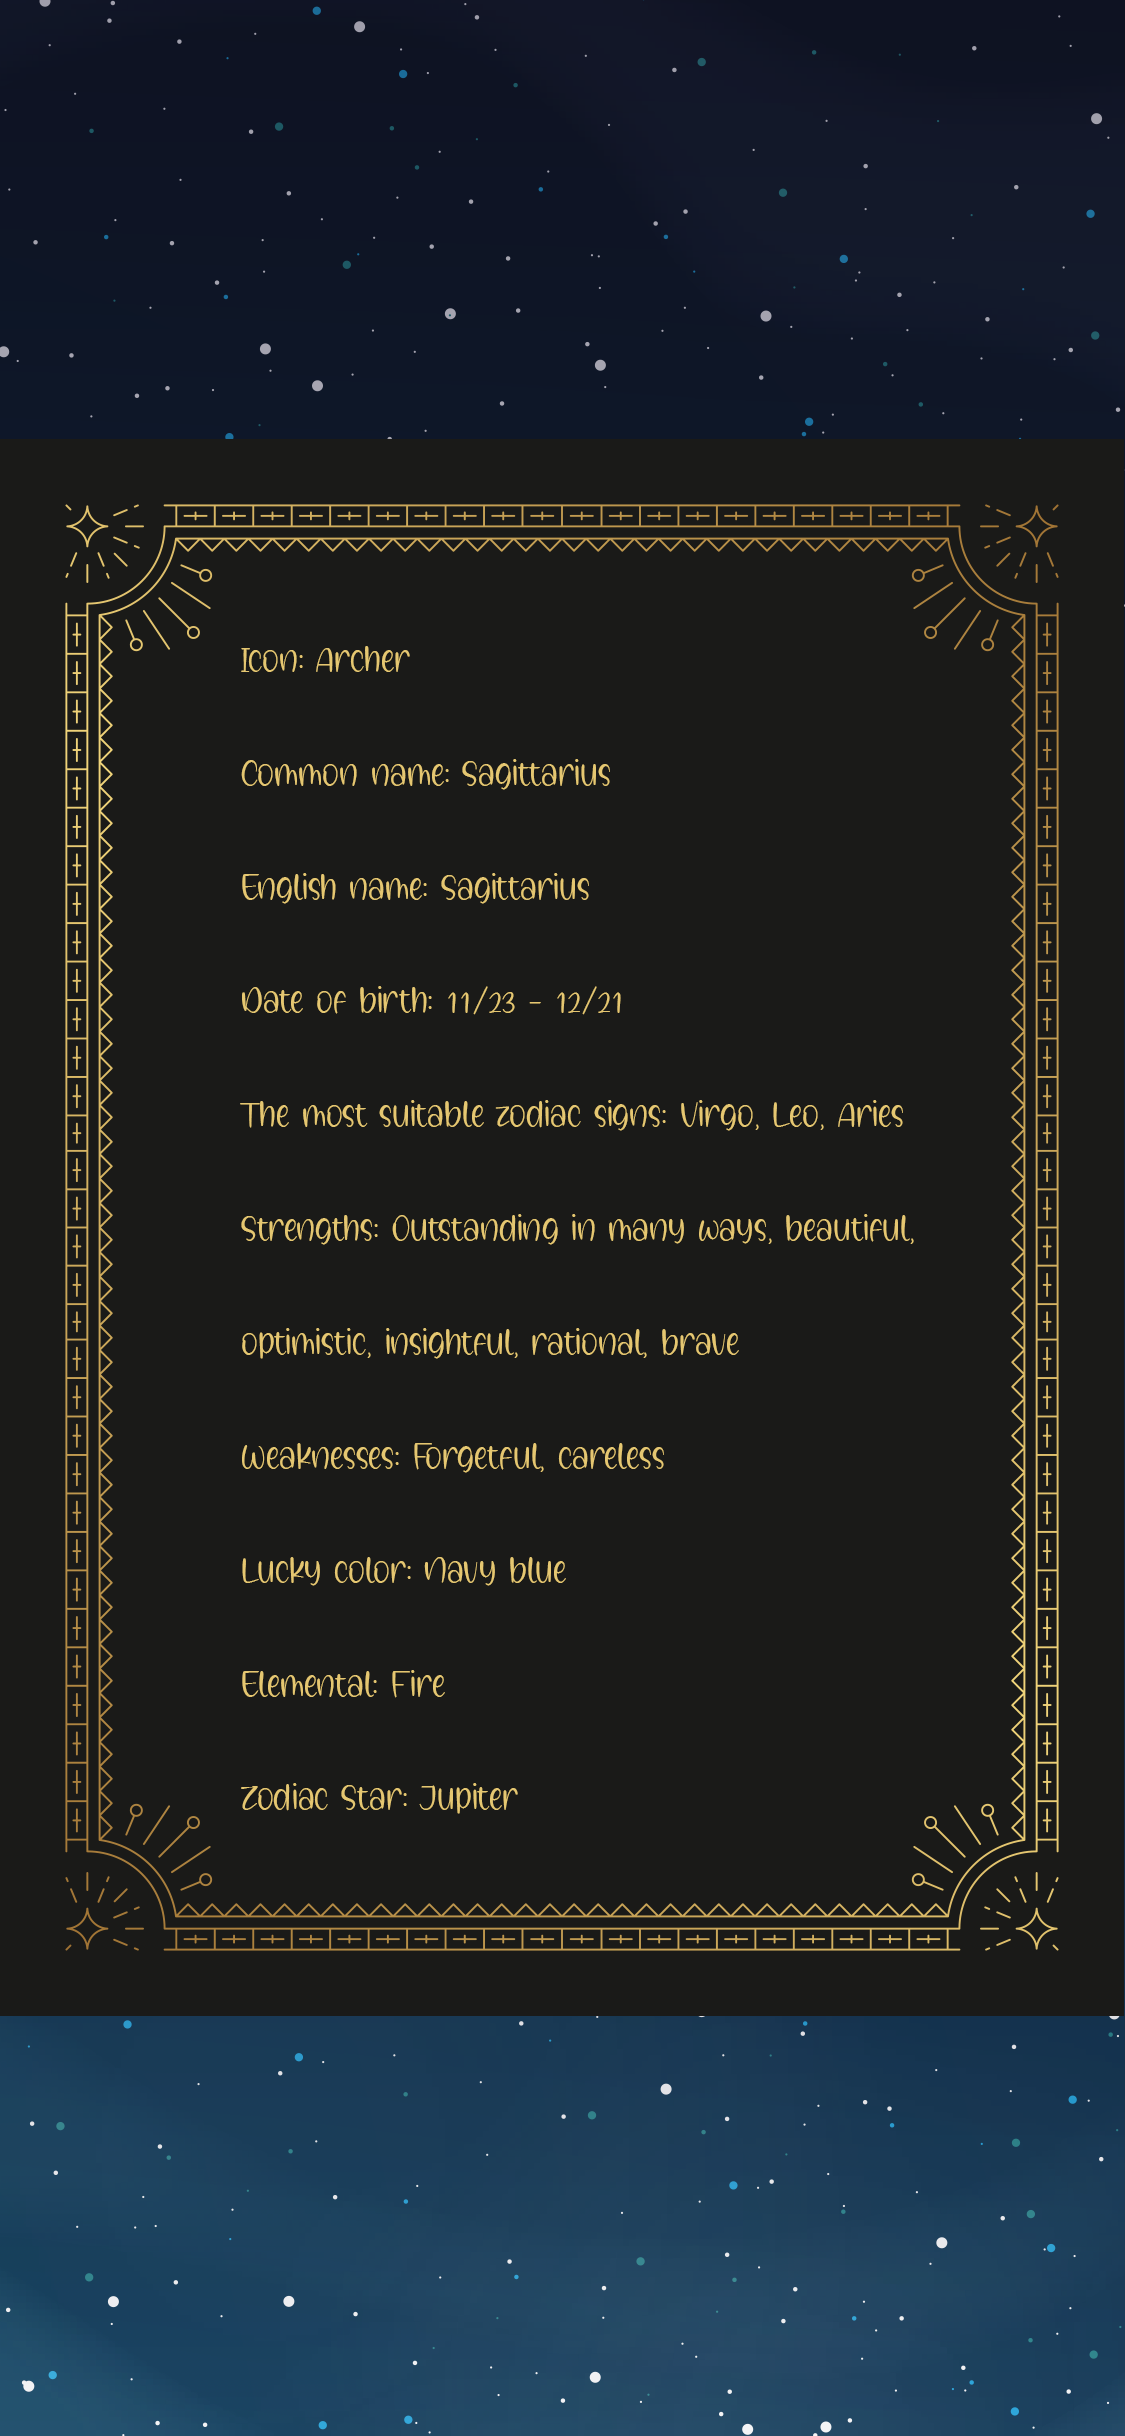 Icon: Archer
Common name: Sagittarius
English name: Sagittarius
Date of birth: 11/23 - 12/21
The most suitable zodiac signs: Virgo, Leo, Aries
Strengths: Outstanding in many ways, beautiful,
optimistic, insightful, rational, brave
Weaknesses: Forgetful, careless
Lucky color: Navy blue
Elemental: Fire
Zodiac Star: Jupiter